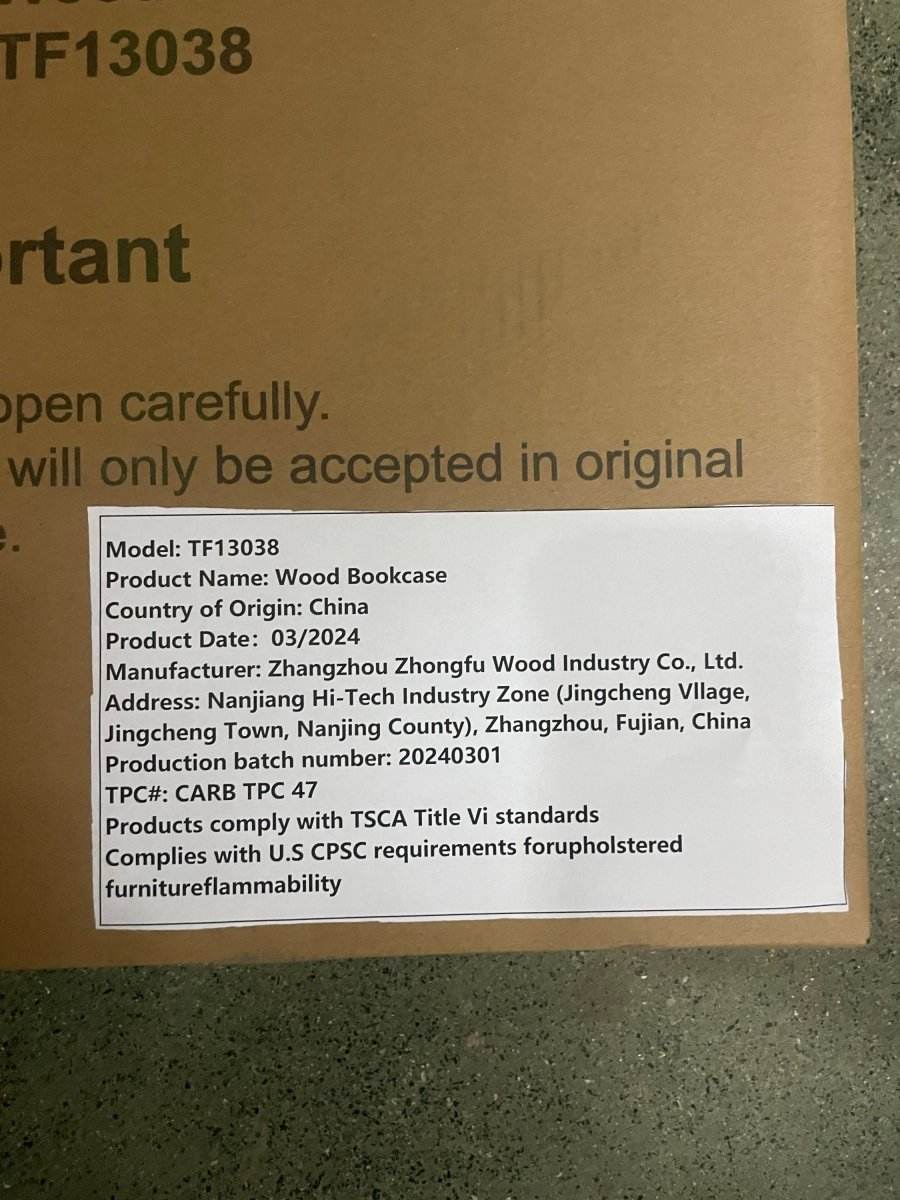 TF13038
rtant
open carefully.
will only be accepted in original
e.
Model: TF13038
Product Name: Wood Bookcase
Country of Origin: China
Product Date: 03/2024
Manufacturer: Zhangzhou Zhongfu Wood Industry Co., Ltd.
Address: Nanjiang Hi-Tech Industry Zone (Jingcheng Vllage,
Jingcheng Town, Nanjing County), Zhangzhou, Fujian, China
Production batch number: 20240301
TPC#: CARB TPC 47
Products comply with TSCA Title Vi standards
Complies with U.S CPSC requirements forupholstered
furnitureflammability